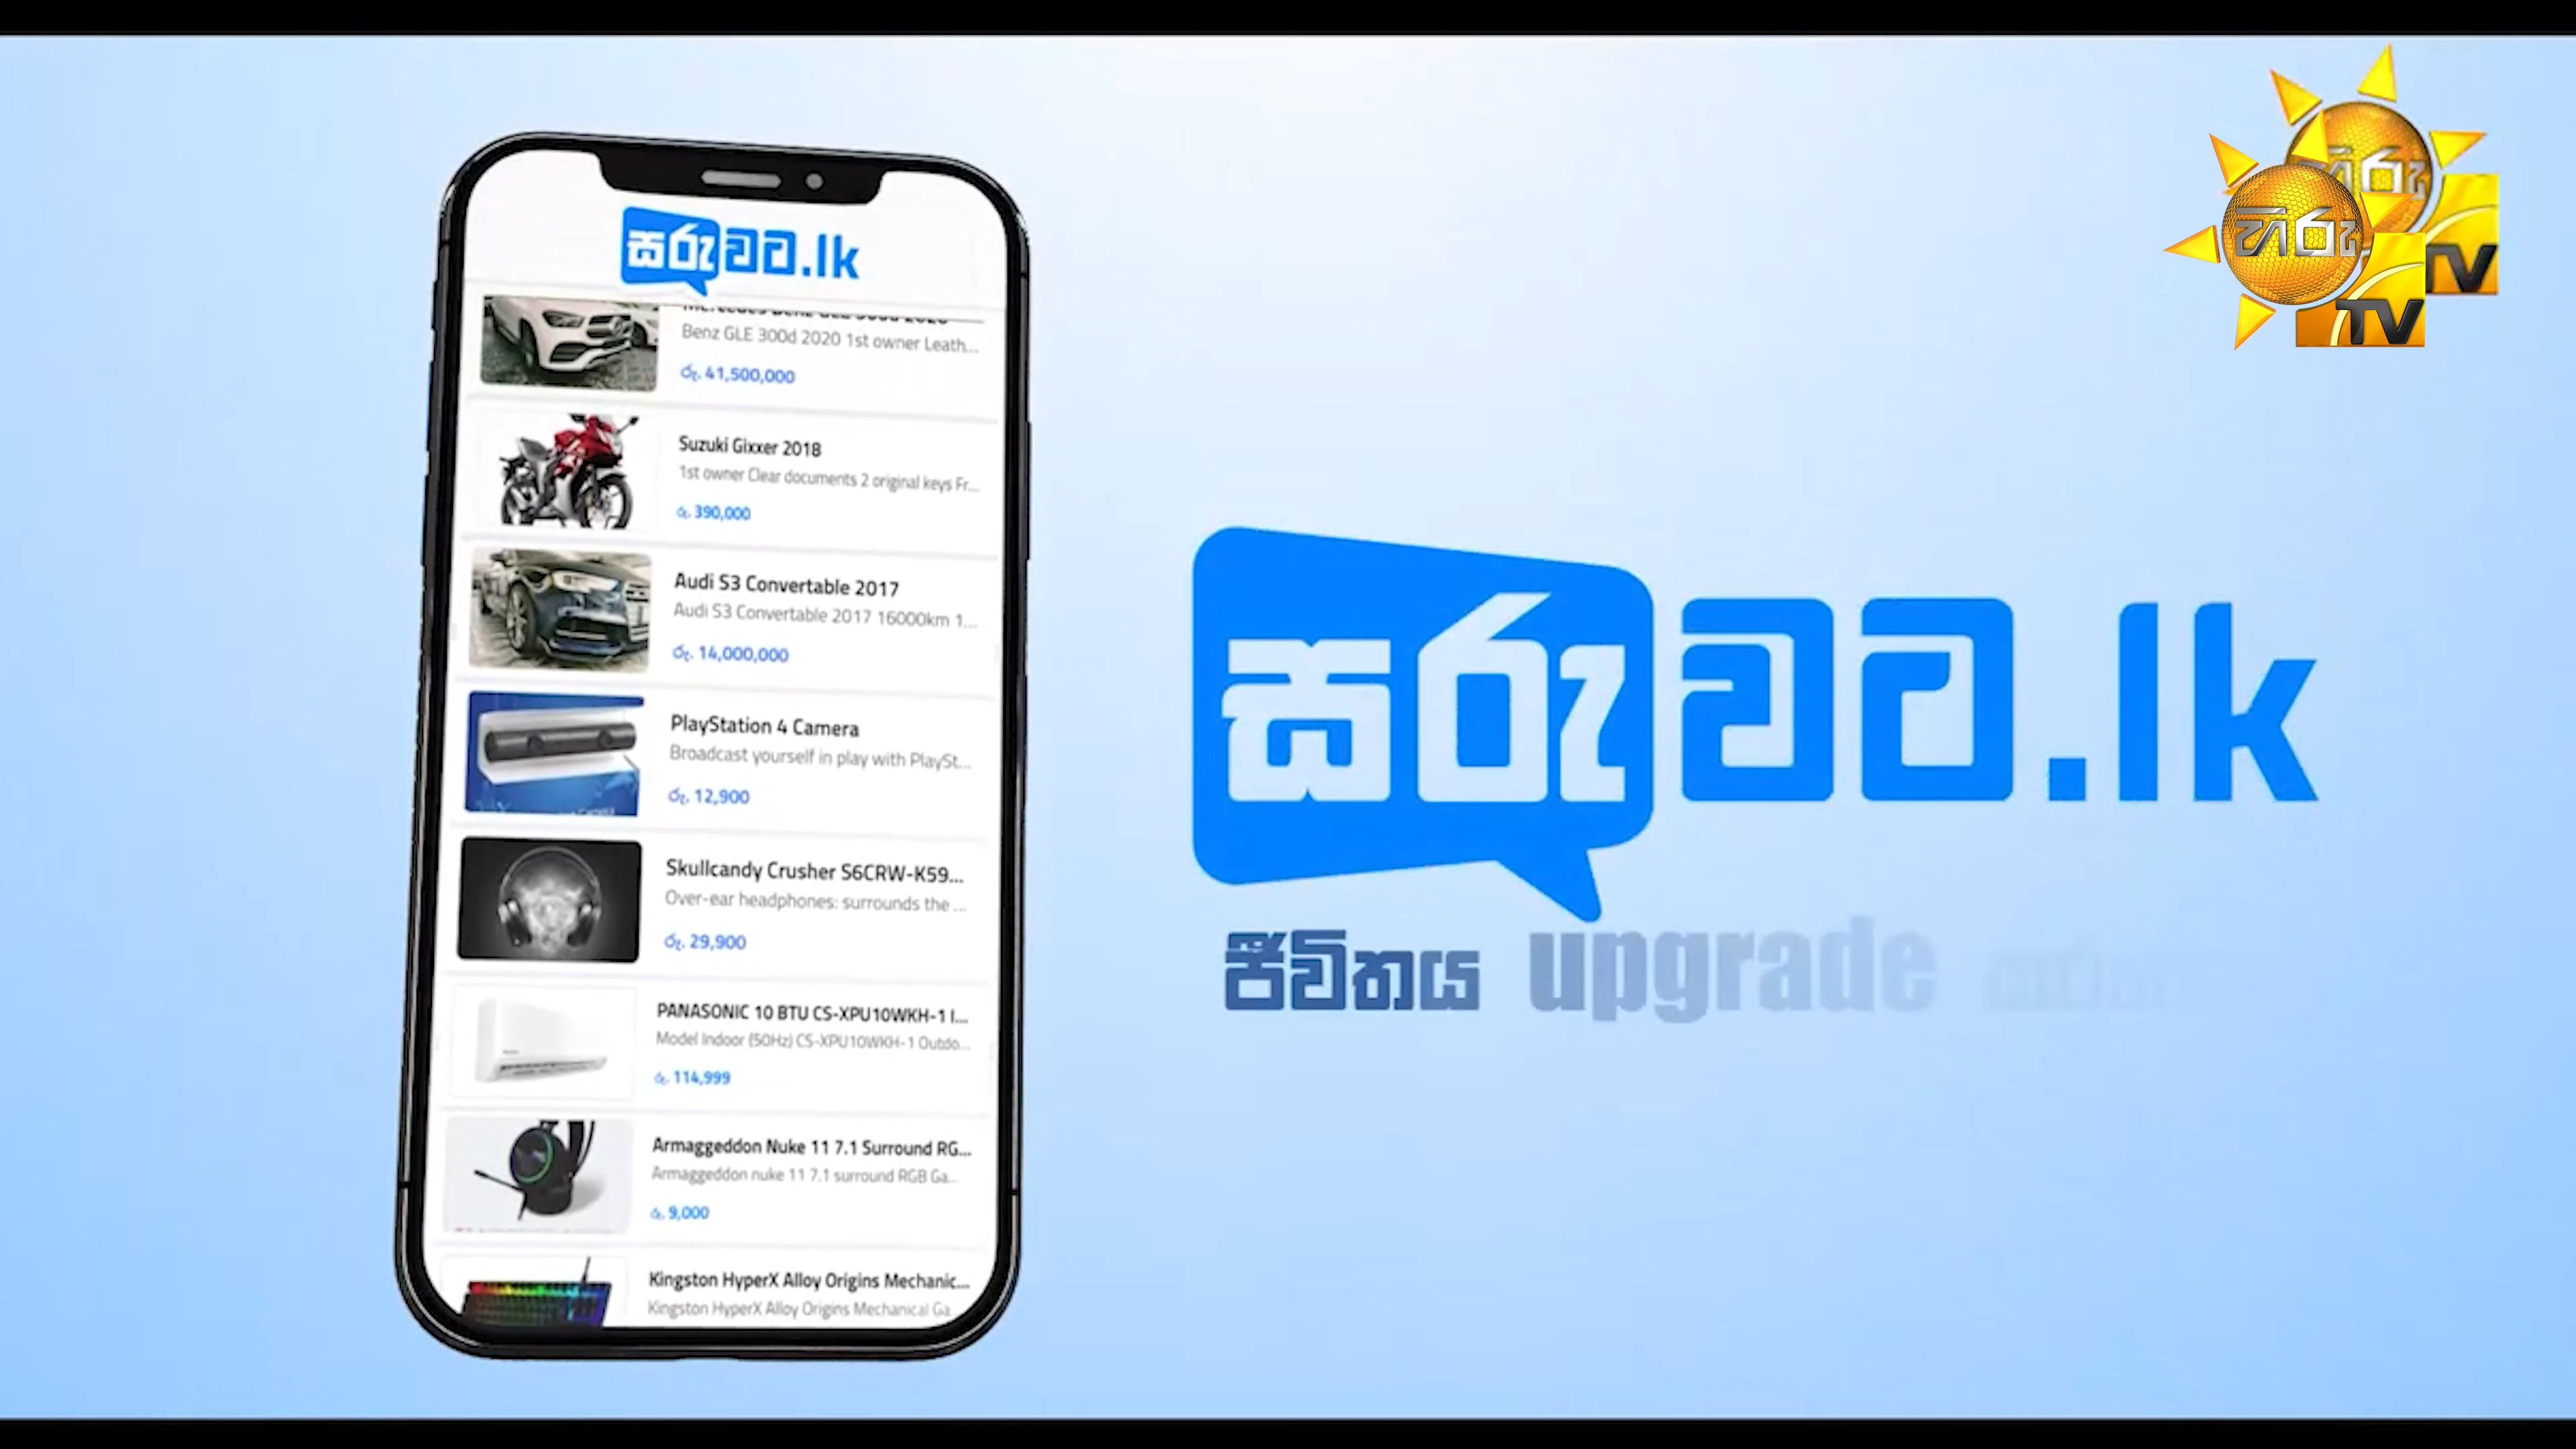 හිරු
TV
හිරු
TV
සරුවට.lk
Benz GLE 300d 2020 1st owner Leath...
රු. 41,500,000
Suzuki Gixxer 2018
1st owner Clear documents 2 original keys Fr...
රු. 390,000
Audi S3 Convertable 2017
Audi S3 Convertable 2017 16000km 1...
රු. 14,000,000
PlayStation 4 Camera
Broadcast yourself in play with PlaySt...
රු. 12,900
Skullcandy Crusher S6CRW-K59...
Over-ear headphones: surrounds the ...
රු. 29,900
PANASONIC 10 BTU CS-XPU10WKH-1 I...
Model Indoor (50Hz) CS-XPU10WKH-1 Outdo...
රු. 114,999
Armaggeddon Nuke 11 7.1 Surround RG...
Armaggeddon nuke 11 7.1 surround RGB Ga...
රු. 9,000
Kingston HyperX Alloy Origins Mechanic...
Kingston HyperX Alloy Origins Mechanical Ga
සරුවට.lk
ජීවිතය upgrade